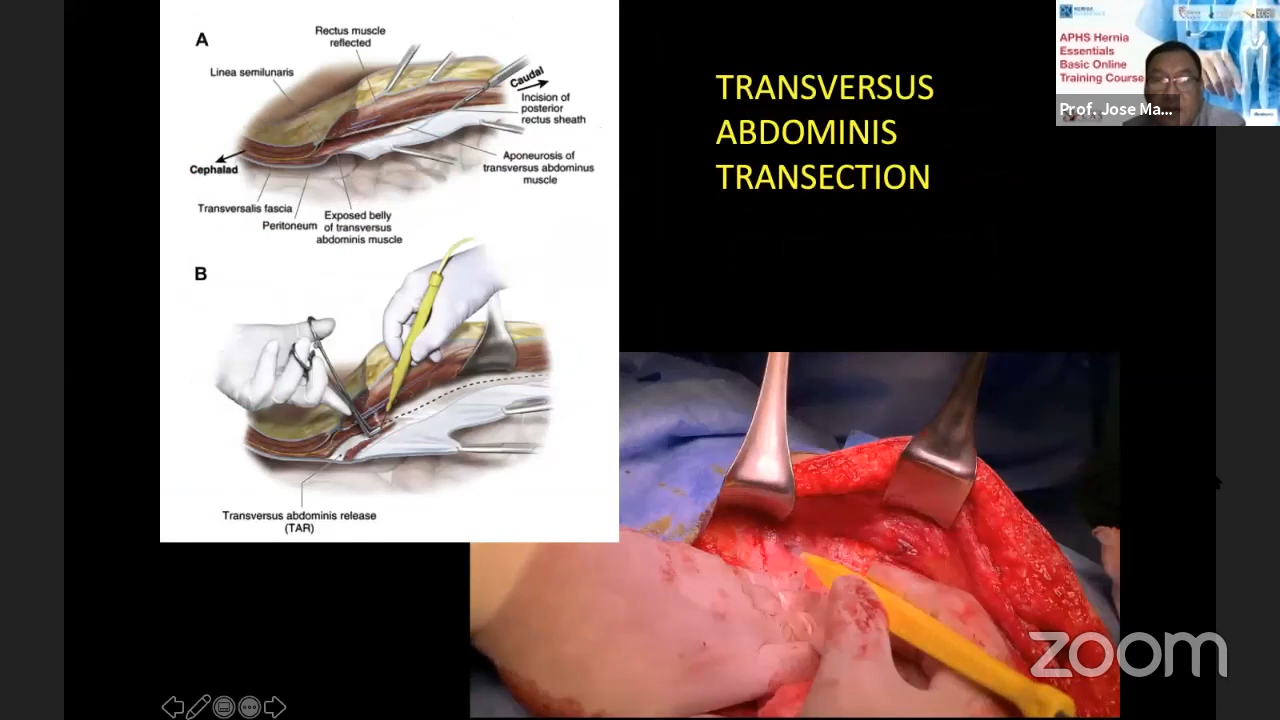 A
Rectus muscle
reflected
Linea semilunaris
Caudal
Incision of
posterior
rectus sheath
Aponeurosis of
transversus abdominus
muscle
Cephalad
Transversalis fascia
Peritoneum
Exposed belly
of transversus
abdominis muscle
B
Transversus abdominis release
(TAR)
TRANSVERSUS
ABDOMINIS
TRANSECTION
APHS Hernia
Essentials
Basic Online
Training Course
Prof. Jose Ma...
zoom